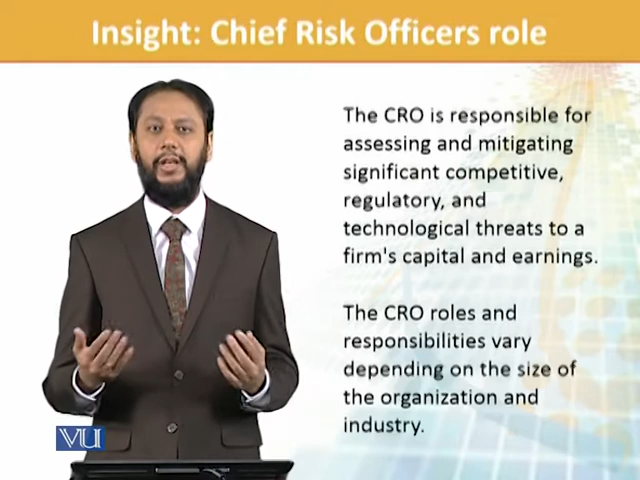 Insight: Chief Risk Officers role
The CRO is responsible for
assessing and mitigating
significant competitive,
regulatory, and
technological threats to a
firm's capital and earnings.
The CRO roles and
responsibilities vary
depending on the size of
the organization and
industry.
VU